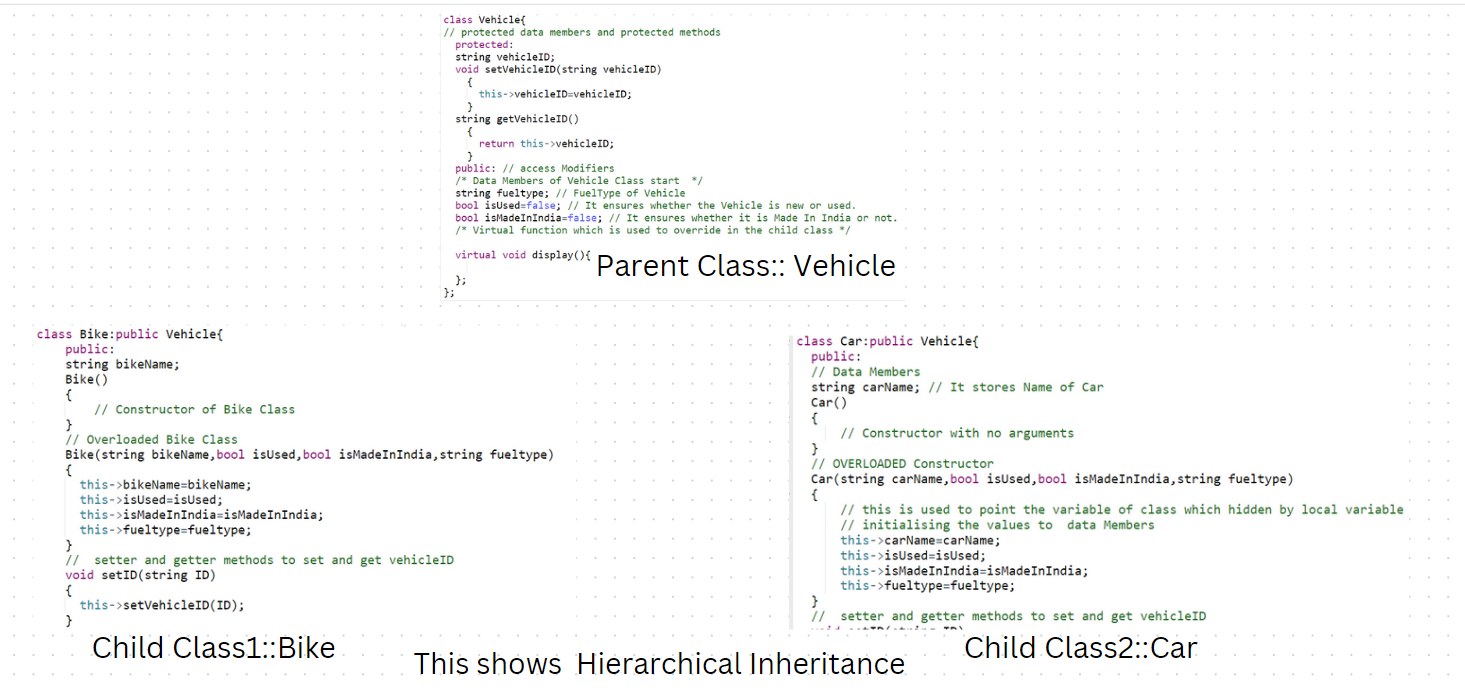 class Vehicle{
// protected data members and protected methods
protected:
string vehicleID;
void setVehicleID(string vehicleID)
{
this->vehicleID=vehicleID;
}
string getVehicleID()
{
return this->vehicleID;
}
public: // access Modifiers
/* Data Members of Vehicle Class start  */
string fueltype; // FuelType of Vehicle
bool isUsed=false; // It ensures whether the Vehicle is new or used.
bool isMadeInIndia=false; // It ensures whether it is Made In India or not.
/* Virtual function which is used to override in the child class */
virtual void display(){
};
};
Parent Class:: Vehicle
class Bike:public Vehicle{
public:
string bikeName;
Bike()
{
// Constructor of Bike Class
}
// Overloaded Bike Class
Bike(string bikeName,bool isUsed,bool isMadeInIndia,string fueltype)
{
this->bikeName=bikeName;
this->isUsed=isUsed;
this->isMadeInIndia=isMadeInIndia;
this->fueltype=fueltype;
}
//  setter and getter methods to set and get vehicleID
void setID(string ID)
{
this->setVehicleID(ID);
}
Child Class1::Bike
class Car:public Vehicle{
public:
// Data Members
string carName; // It stores Name of Car
Car()
{
// Constructor with no arguments
}
// OVERLOADED Constructor
Car(string carName,bool isUsed,bool isMadeInIndia,string fueltype)
{
// this is used to point the variable of class which hidden by local variable
// initialising the values to  data Members
this->carName=carName;
this->isUsed=isUsed;
this->isMadeInIndia=isMadeInIndia;
this->fueltype=fueltype;
}
//  setter and getter methods to set and get vehicleID
Child Class2::Car
This shows  Hierarchical Inheritance